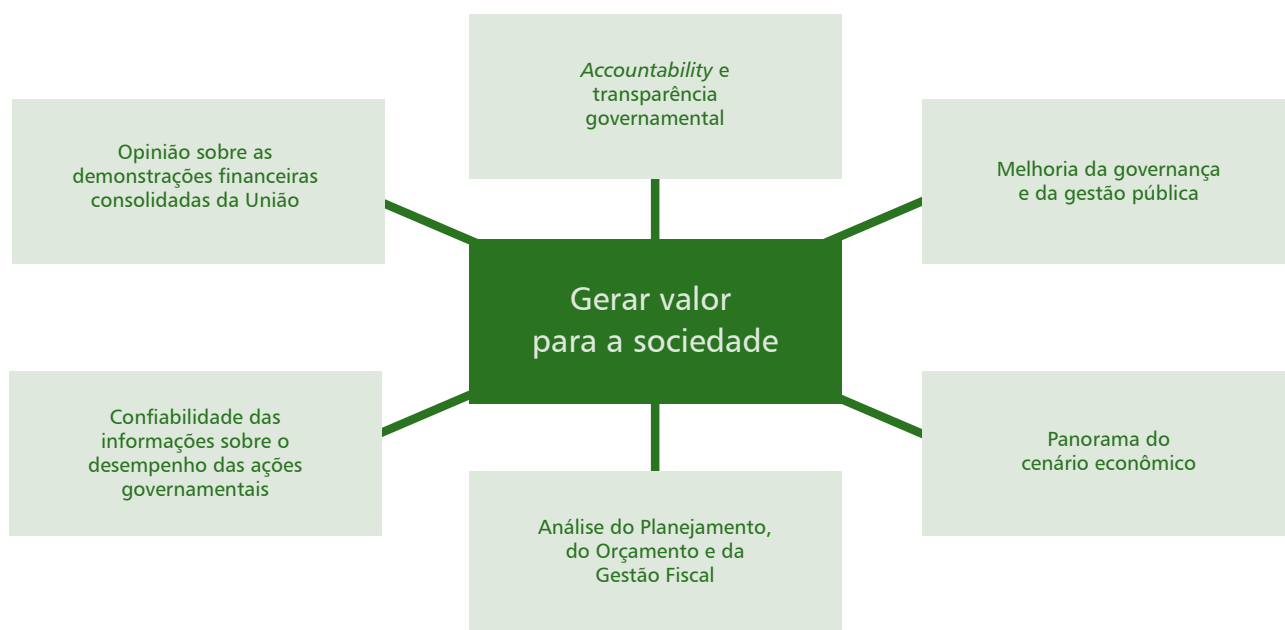 Accountability e
transparência
governamental
Opinião sobre as
demonstrações financeiras
consolidadas da União
Melhoria da governança
e da gestão pública
Gerar valor
para a sociedade
Confiabilidade das
informações sobre o
desempenho das ações
governamentais
Panorama do
cenário econômico
Análise do Planejamento,
do Orçamento e da
Gestão Fiscal